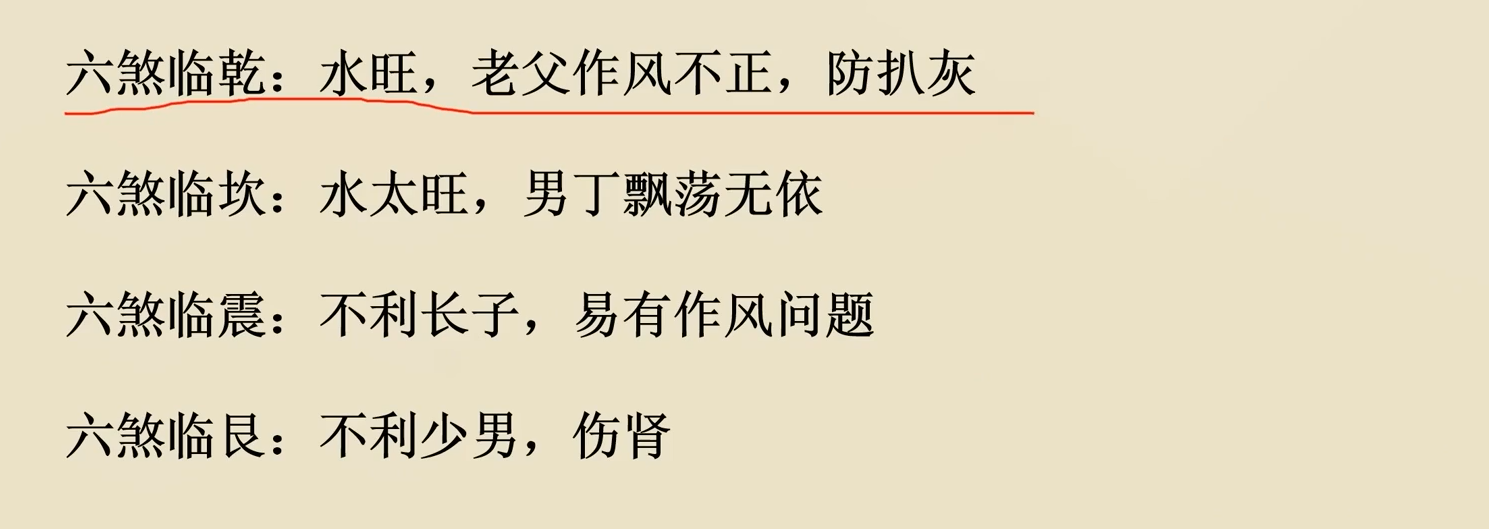 六煞临乾：水旺，老父作风不正，防扒灰
六煞临坎：水太旺，男丁飘荡无依
六煞临震：不利长子，易有作风问题
六煞临艮：不利少男，伤肾